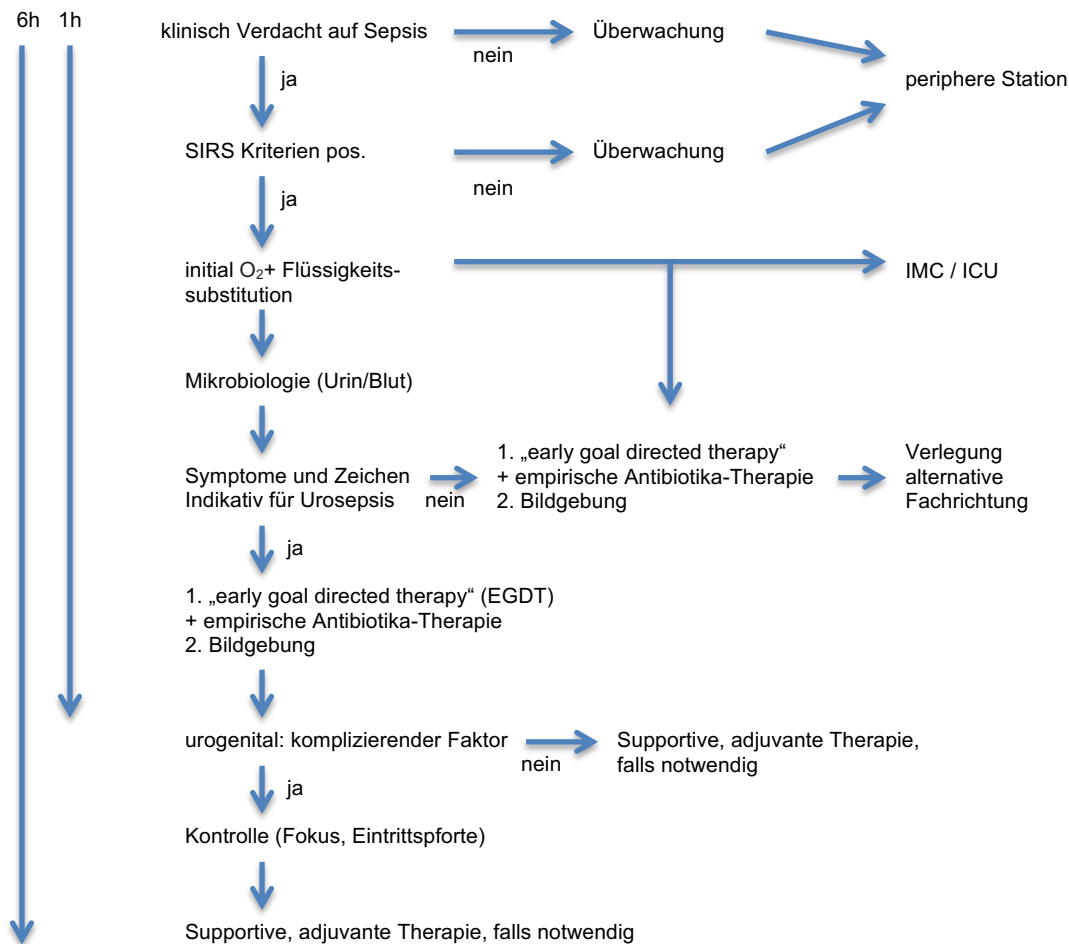 6h 1h
klinisch Verdacht auf Sepsis
nein
Überwachung
periphere Station
ja
SIRS Kriterien pos.
nein
Überwachung
ja
initial O₂+ Flüssigkeits-
substitution
IMC / ICU
Mikrobiologie (Urin/Blut)
Symptome und Zeichen
Indikativ für Urosepsis
nein
1. „early goal directed therapy“
+ empirische Antibiotika-Therapie
2. Bildgebung
Verlegung
alternative
Fachrichtung
ja
1. „early goal directed therapy“ (EGDT)
+ empirische Antibiotika-Therapie
2. Bildgebung
urogenital: komplizierender Faktor
nein
Supportive, adjuvante Therapie,
falls notwendig
ja
Kontrolle (Fokus, Eintrittspforte)
Supportive, adjuvante Therapie, falls notwendig